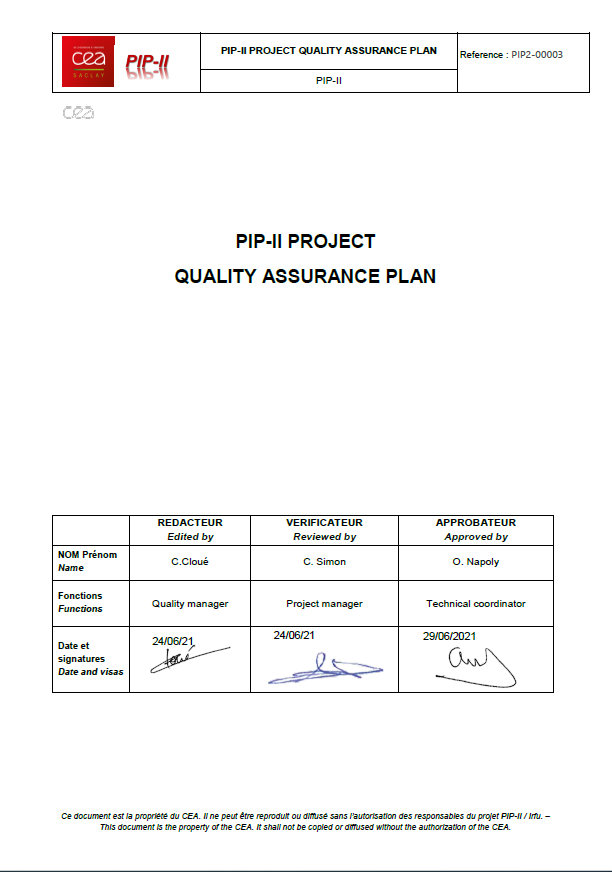 cea
SACLAY
PIP-II
PIP-II PROJECT QUALITY ASSURANCE PLAN
PIP-II
Reference : PIP2-00003
cea
PIP-II PROJECT
QUALITY ASSURANCE PLAN
REDACTEUR
Edited by
VERIFICATEUR
Reviewed by
APPROBATEUR
Approved by
NOM Prénom
Name
C.Cloué
C. Simon
O. Napoly
Fonctions
Functions
Quality manager
Project manager
Technical coordinator
Date et
signatures
Date and visas
24/06/21
24/06/21
29/06/2021
Ce document est la propriété du CEA. Il ne peut être reproduit ou diffusé sans l'autorisation des responsables du projet PIP-II / Irfu. –
This document is the property of the CEA. It shall not be copied or diffused without the authorization of the CEA.